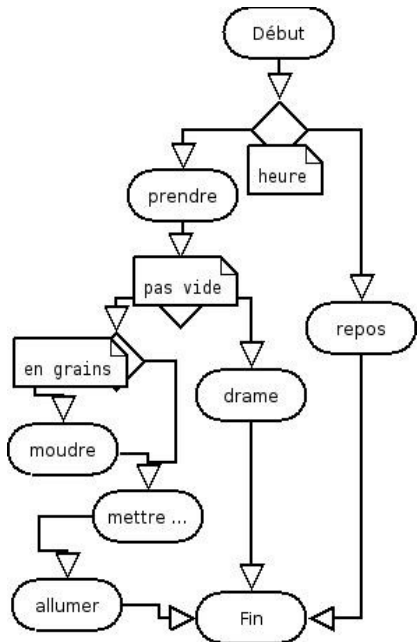 Début
heure
prendre
pas vide
repos
en grains
drame
moudre
mettre ...
allumer
Fin